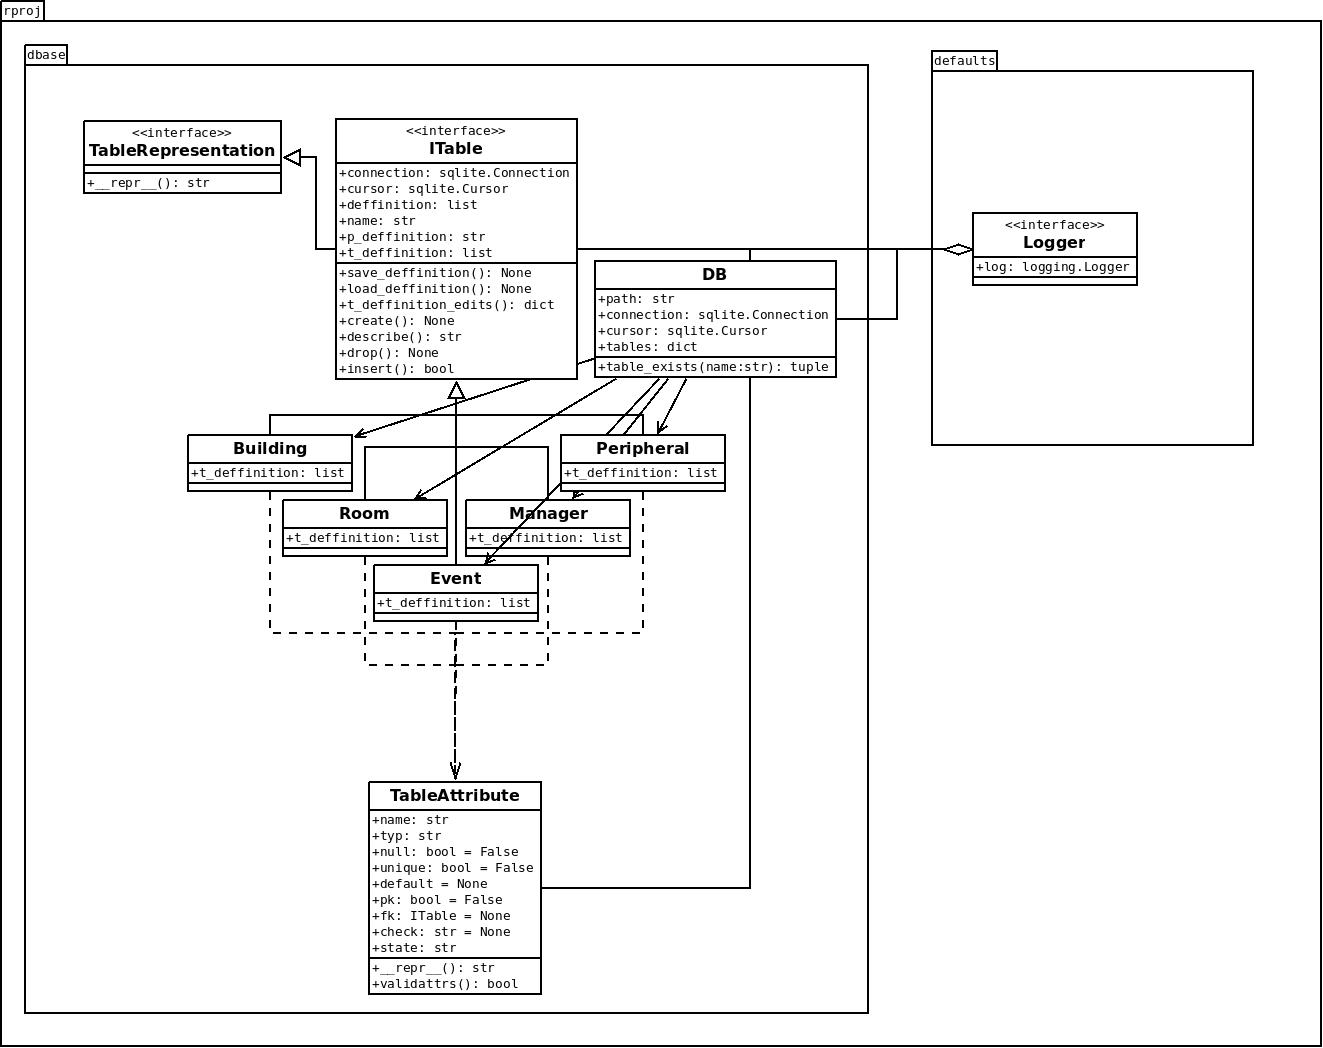 rproj
dbase
defaults
<<interface>>
TableRepresentation
+__repr__(): str
<<interface>>
ITable
+connection: sqlite.Connection
+cursor: sqlite.Cursor
+deffinition: list
+name: str
+p_deffinition: str
+t_deffinition: list
+save_deffinition(): None
+load_deffinition(): None
+t_deffinition_edits(): dict
+create(): None
+describe(): str
+drop(): None
+insert(): bool
<<interface>>
Logger
+log: logging.Logger
DB
+path: str
+connection: sqlite.Connection
+cursor: sqlite.Cursor
+tables: dict
+table_exists(name:str): tuple
Building
+t_deffinition: list
Peripheral
+t_deffinition: list
Room
+t_deffinition: list
Manager
+t_deffinition: list
Event
+t_deffinition: list
TableAttribute
+name: str
+typ: str
+null: bool = False
+unique: bool = False
+default = None
+pk: bool = False
+fk: ITable = None
+check: str = None
+state: str
+__repr__(): str
+validattrs(): bool